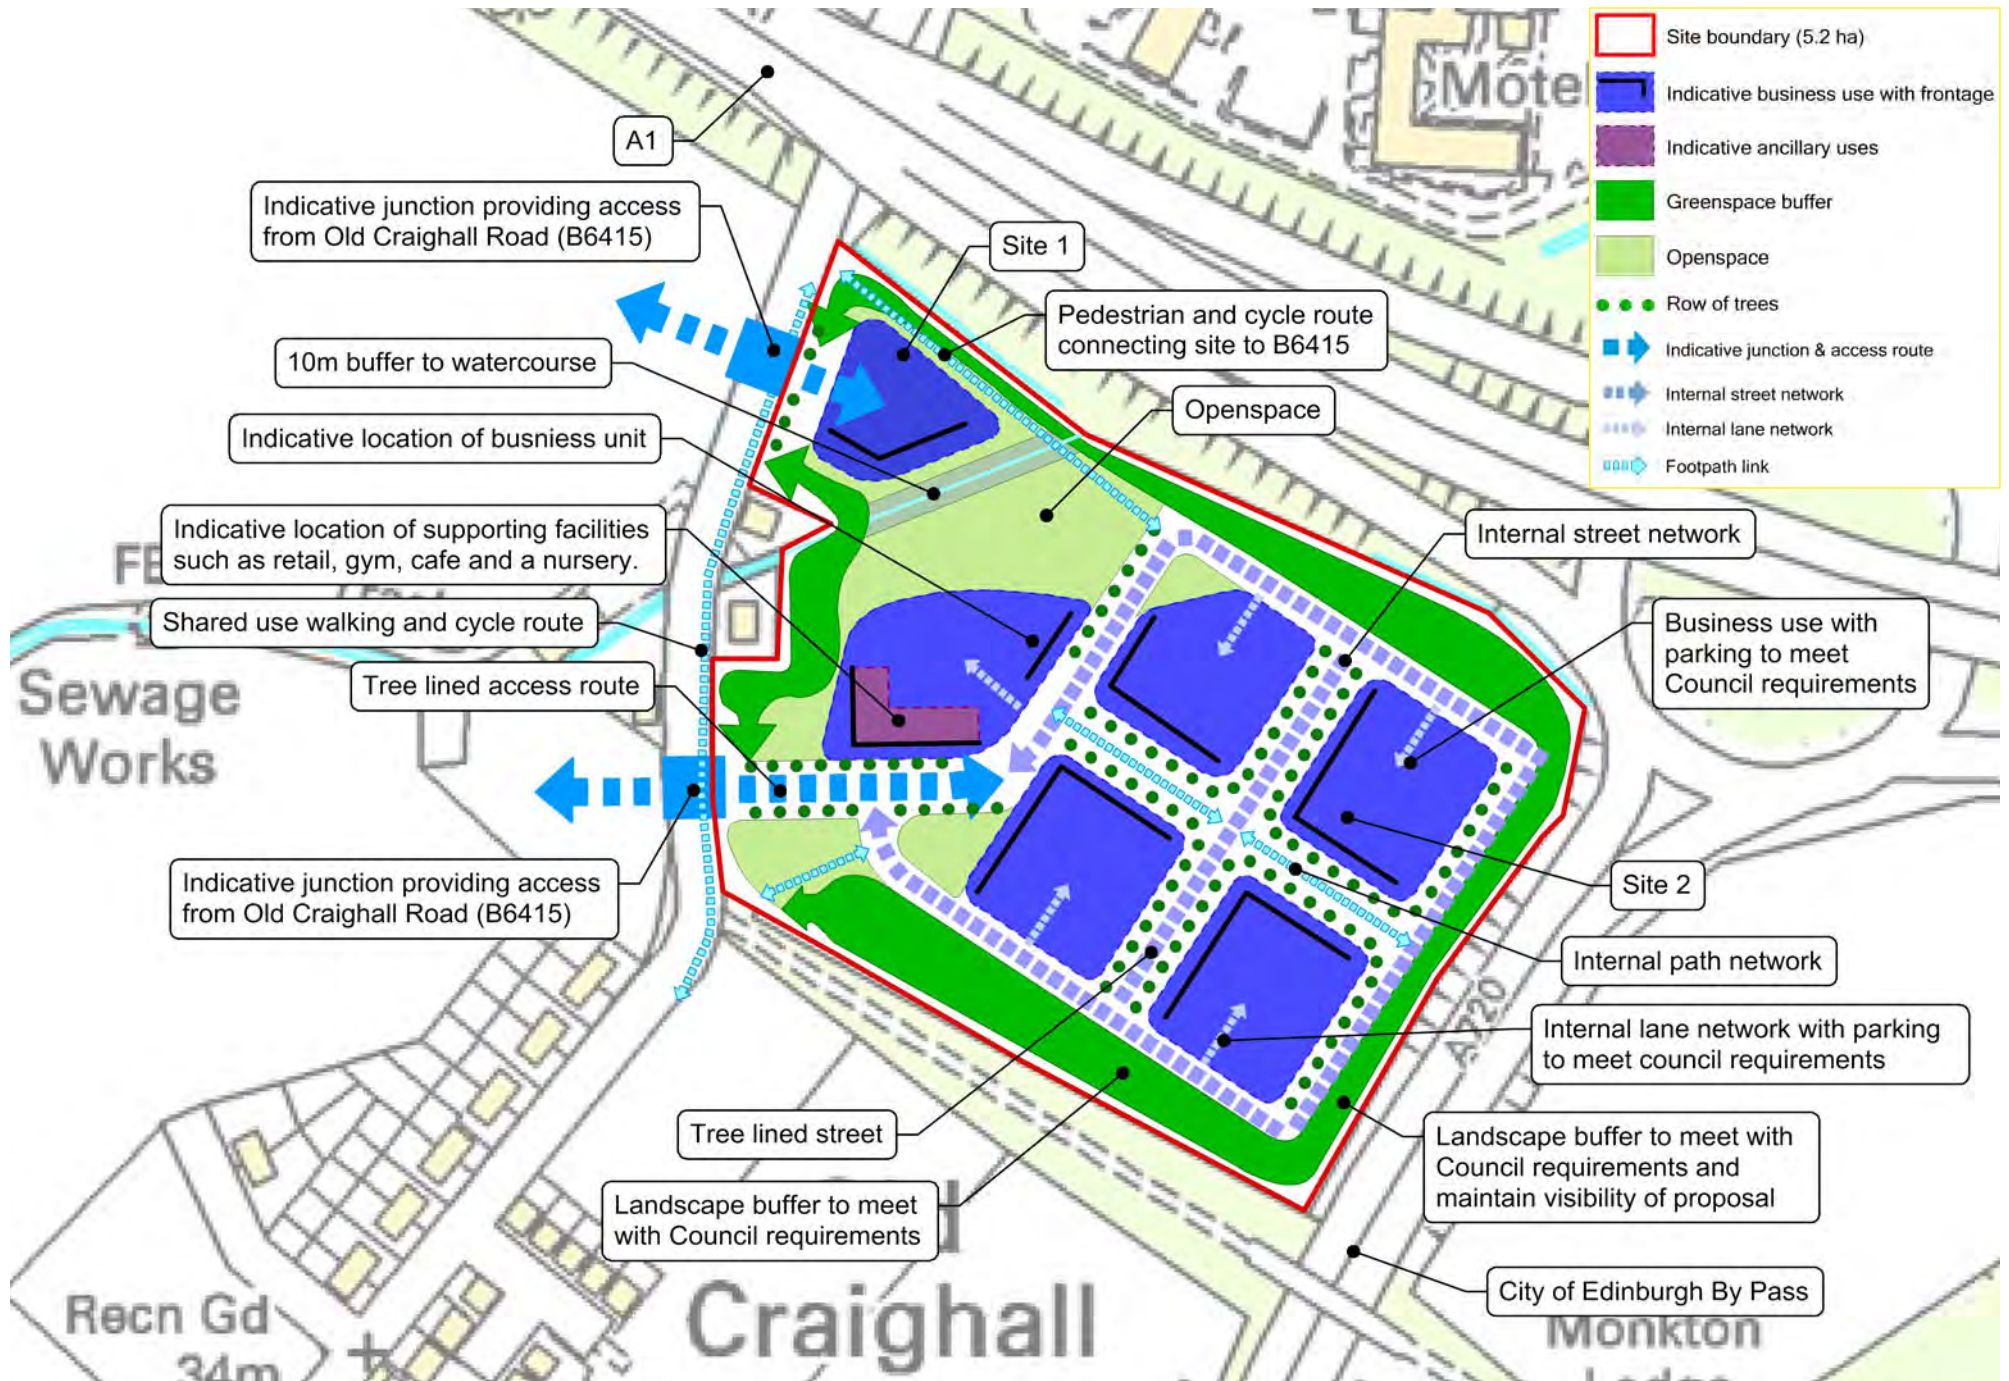 Site boundary (5.2 ha)
Indicative business use with frontage
Indicative ancillary uses
Greenspace buffer
Openspace
Row of trees
Indicative junction & access route
Internal street network
Internal lane network
Footpath link
Motel
A1
Indicative junction providing access
from Old Craighall Road (B6415)
Site 1
Pedestrian and cycle route
connecting site to B6415
10m buffer to watercourse
Openspace
Indicative location of busniess unit
Indicative location of supporting facilities
such as retail, gym, cafe and a nursery.
Internal street network
Shared use walking and cycle route
Business use with
parking to meet
Council requirements
Tree lined access route
Sewage
Works
Indicative junction providing access
from Old Craighall Road (B6415)
Site 2
Internal path network
A720
Internal lane network with parking
to meet council requirements
Tree lined street
Landscape buffer to meet with
Council requirements and
maintain visibility of proposal
Landscape buffer to meet
with Council requirements
City of Edinburgh By Pass
Craighall
Recn Gd
34m
Monkton